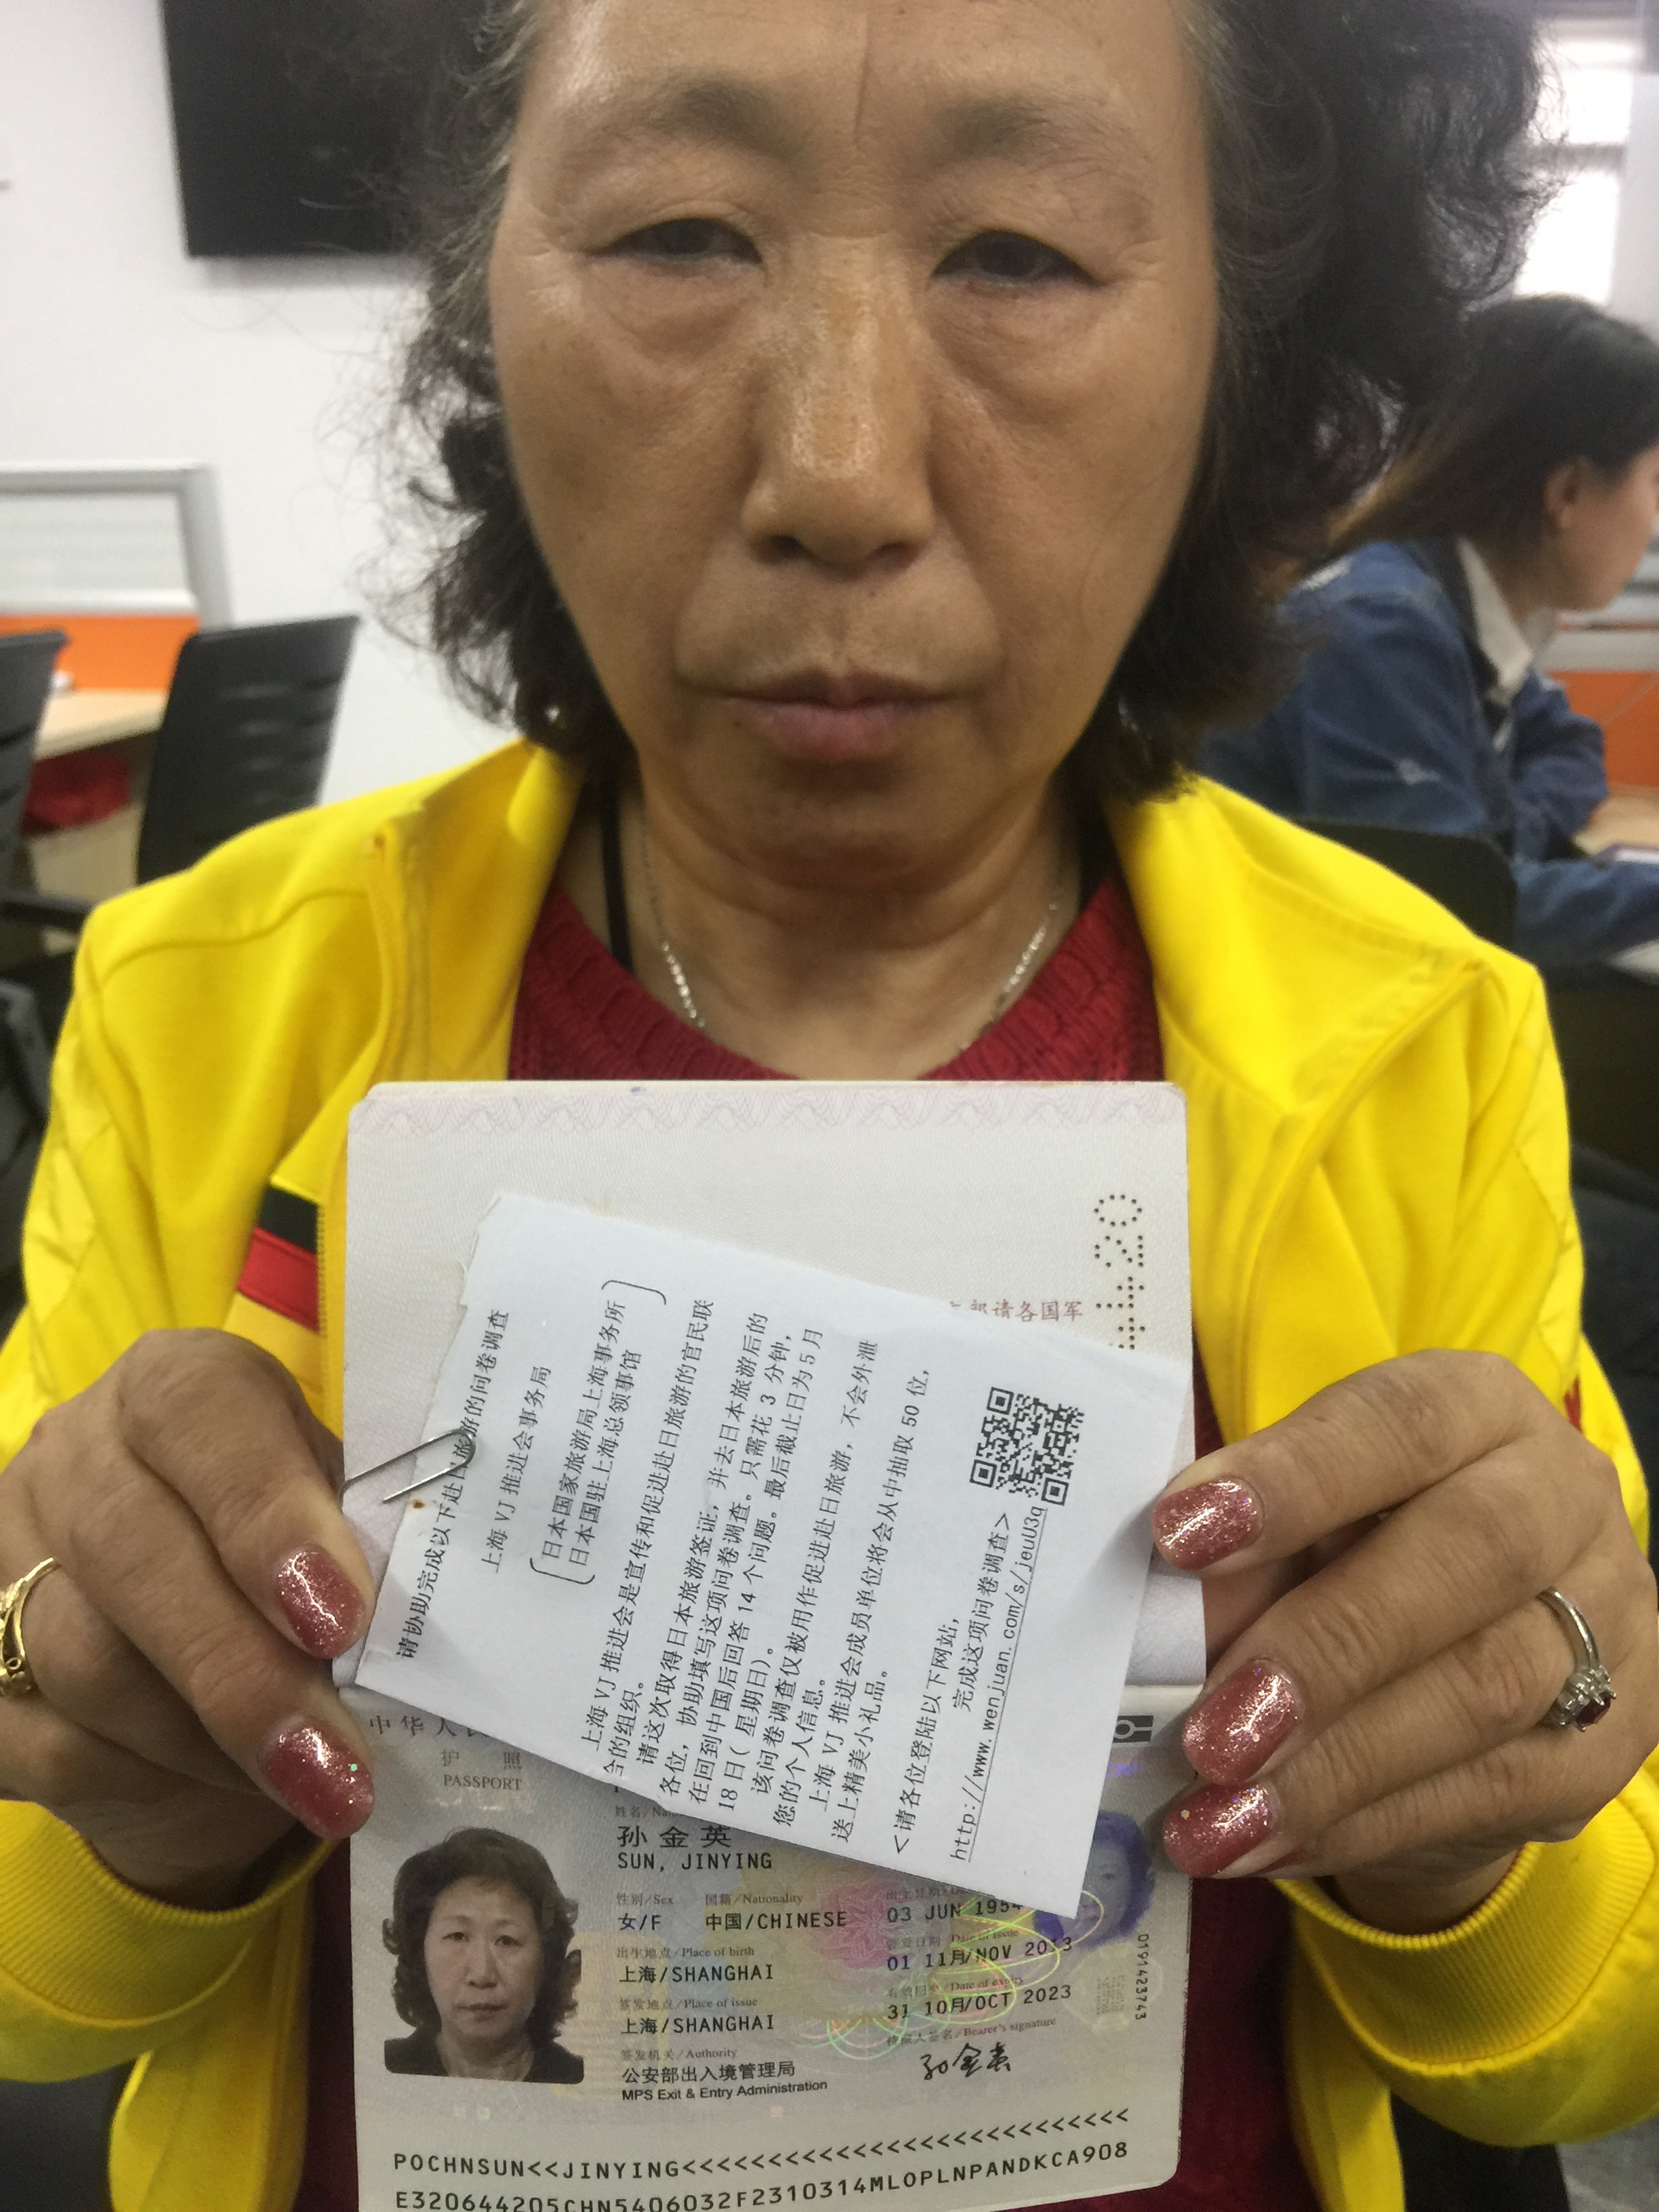 4420
部请各国军
请协助完成以下赴日旅游的问卷调查
上海 VJ 推进会事务局
日本国家旅游局上海事务所
日本国驻上海总领事馆
上海 VJ 推进会是宣传和促进赴日旅游的官民联
合的组织。
请这次取得日本旅游签证，并去日本旅游后的
各位，协助填写这项问卷调查。只需花 3 分钟，
在回到中国后回答 14 个问题。最后截止日为 5 月
18 日（ 星期日）。
该问卷调查仅被用作促进赴日旅游，不会外泄
您的个人信息。
上海 VJ 推进会成员单位将会从中抽取 50 位，
送上精美小礼品。
<请各位登陆以下网站，
完成这项问卷调查>
http://www.wenjuan.com/s/jeuU3q
中华人民
护 照
PASSPORT
姓名/Na
孙金英
SUN, JINYING
性别/Sex 国籍/Nationality
女/F 中国/CHINESE 03 JUN 1954
出生地点/Place of birth 签发日期/Date of issue
上海/SHANGHAI 01 11月/NOV 2013
签发地点/Place of issue 有效期至/Date of expiry
上海/SHANGHAI 31 10月/OCT 2023
签发机关/Authority 持照人签名/Bearer's signature
公安部出入境管理局 孙金英
MPS Exit & Entry Administration
0191423743
POCHNSUN<<JINYING<<<<<<<<<<<<<<<<<<<<<<<<<<<
E320644205CHN5406032F2310314MLOPLNPANDKCA908